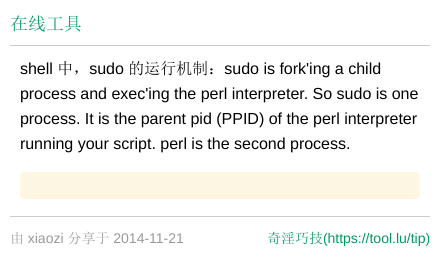 在线工具
shell 中，sudo 的运行机制：sudo is fork'ing a child
process and exec'ing the perl interpreter. So sudo is one
process. It is the parent pid (PPID) of the perl interpreter
running your script. perl is the second process.
由 xiaozi 分享于 2014-11-21
奇淫巧技(https://tool.lu/tip)